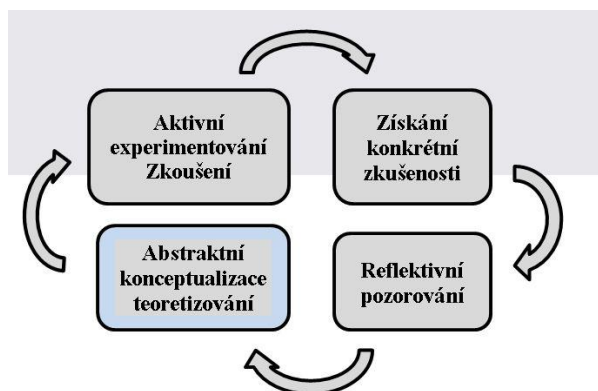 Aktivní
experimentování
Zkoušení
Získání
konkrétní
zkušenosti
Abstraktní
konceptualizace
teoretizování
Reflektivní
pozorování